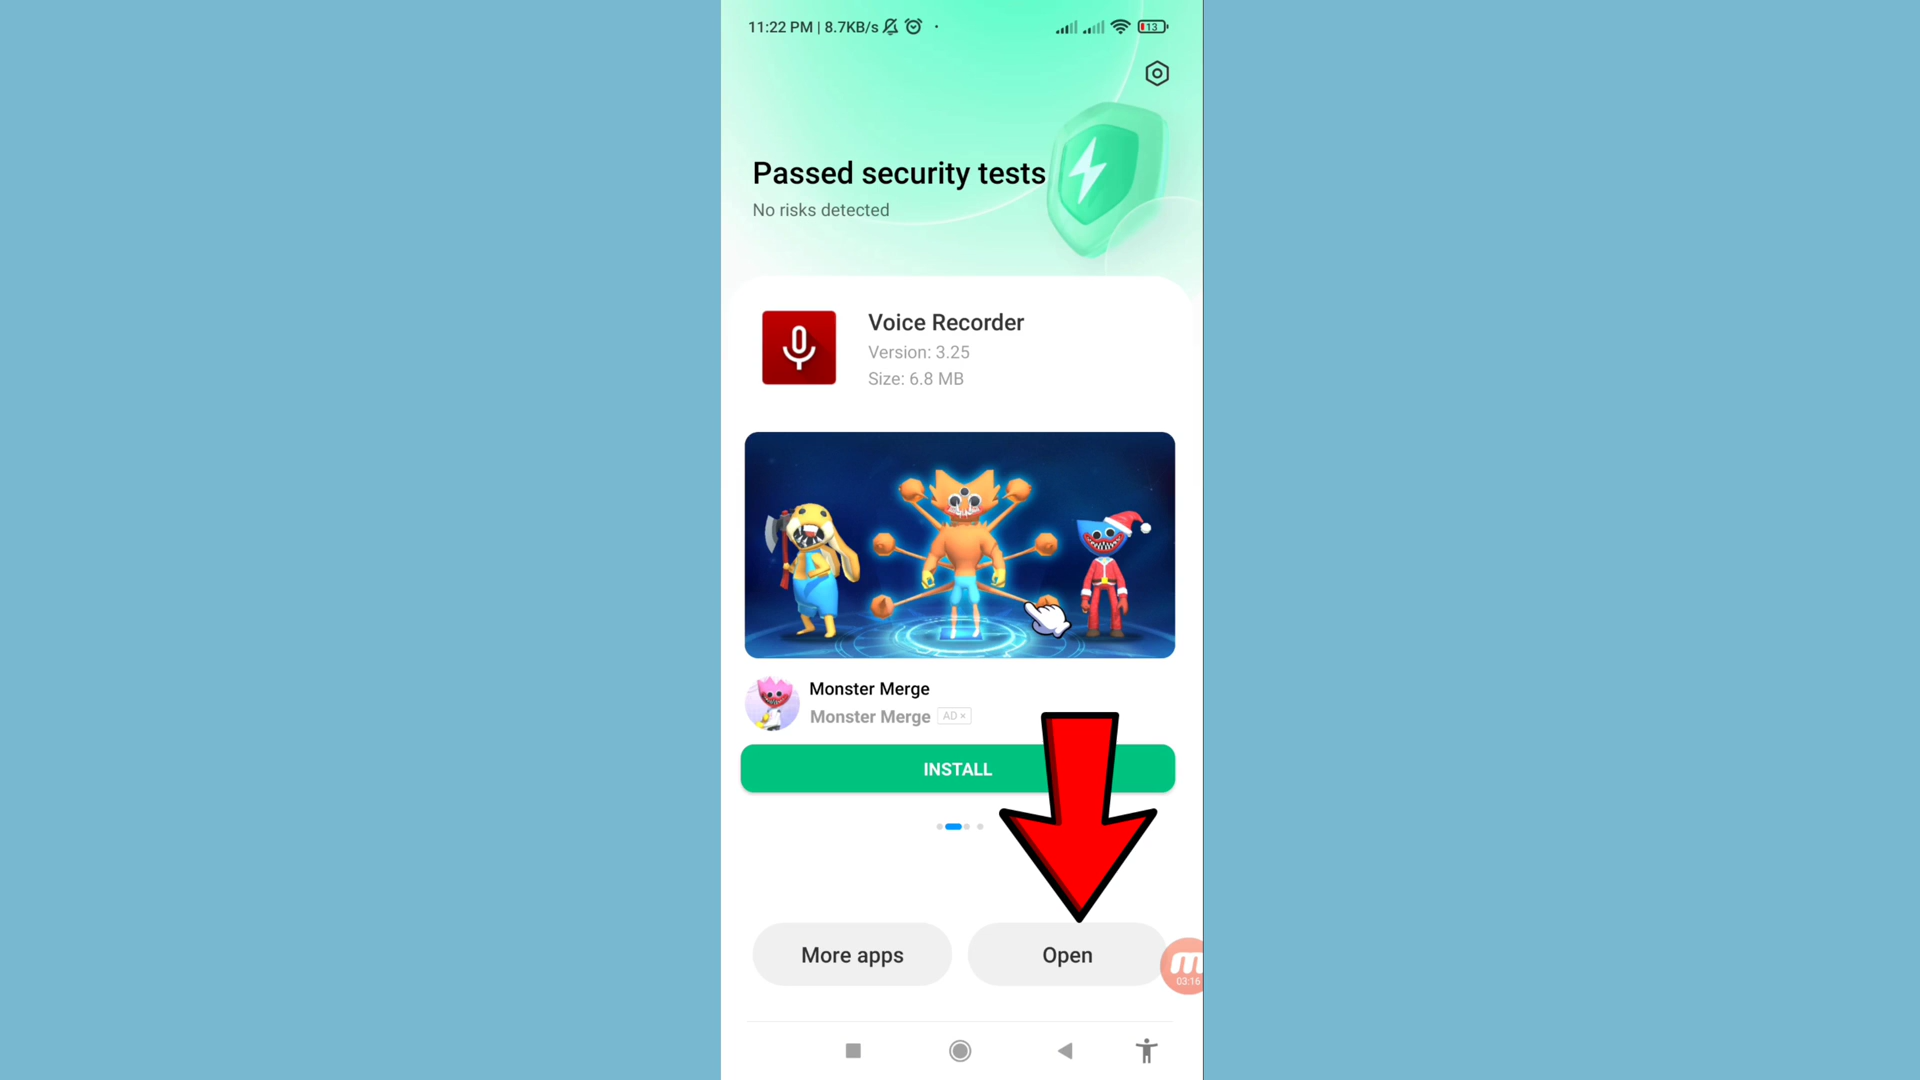 11:22 PM | 8.7KB/s
13
Passed security tests
No risks detected
Voice Recorder
Version: 3.25
Size: 6.8 MB
Monster Merge
Monster Merge AD ×
INSTALL
More apps
Open
03:16